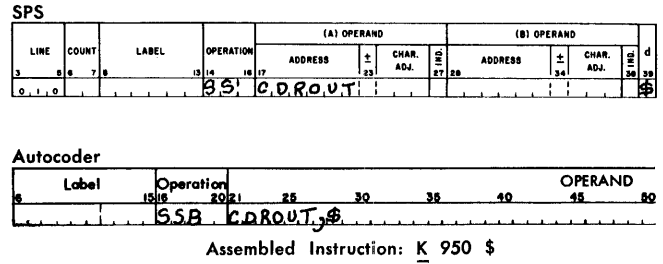 SPS
(A) OPERAND (B) OPERAND
LINE COUNT LABEL OPERATION ADDRESS ± CHAR. ADJ. IND. ADDRESS ± CHAR. ADJ. IND. d
3 5 6 7 8 13 14 16 17 23 27 28 34 38 39
0 1 0 SS CDROUT $
Autocoder
Label Operation OPERAND
6 15 16 20 21 25 30 35 40 45 50
SSB CDROUT,$
Assembled Instruction: K 950 $